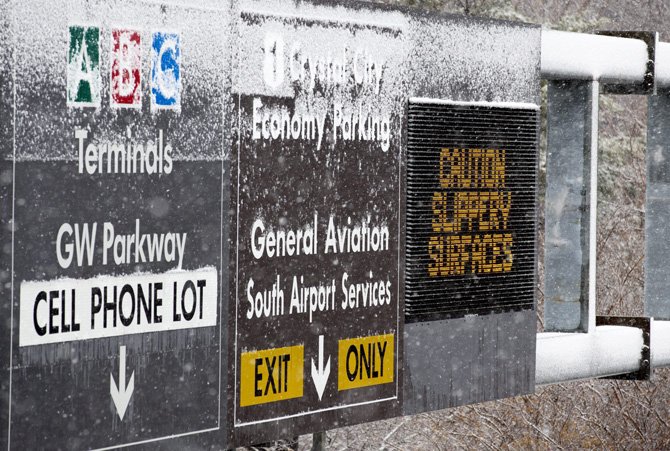 A B C
Terminals
GW Parkway
CELL PHONE LOT
1 Crystal City
Economy Parking
General Aviation
South Airport Services
EXIT ONLY
CAUTION
SLIPPERY
SURFACES